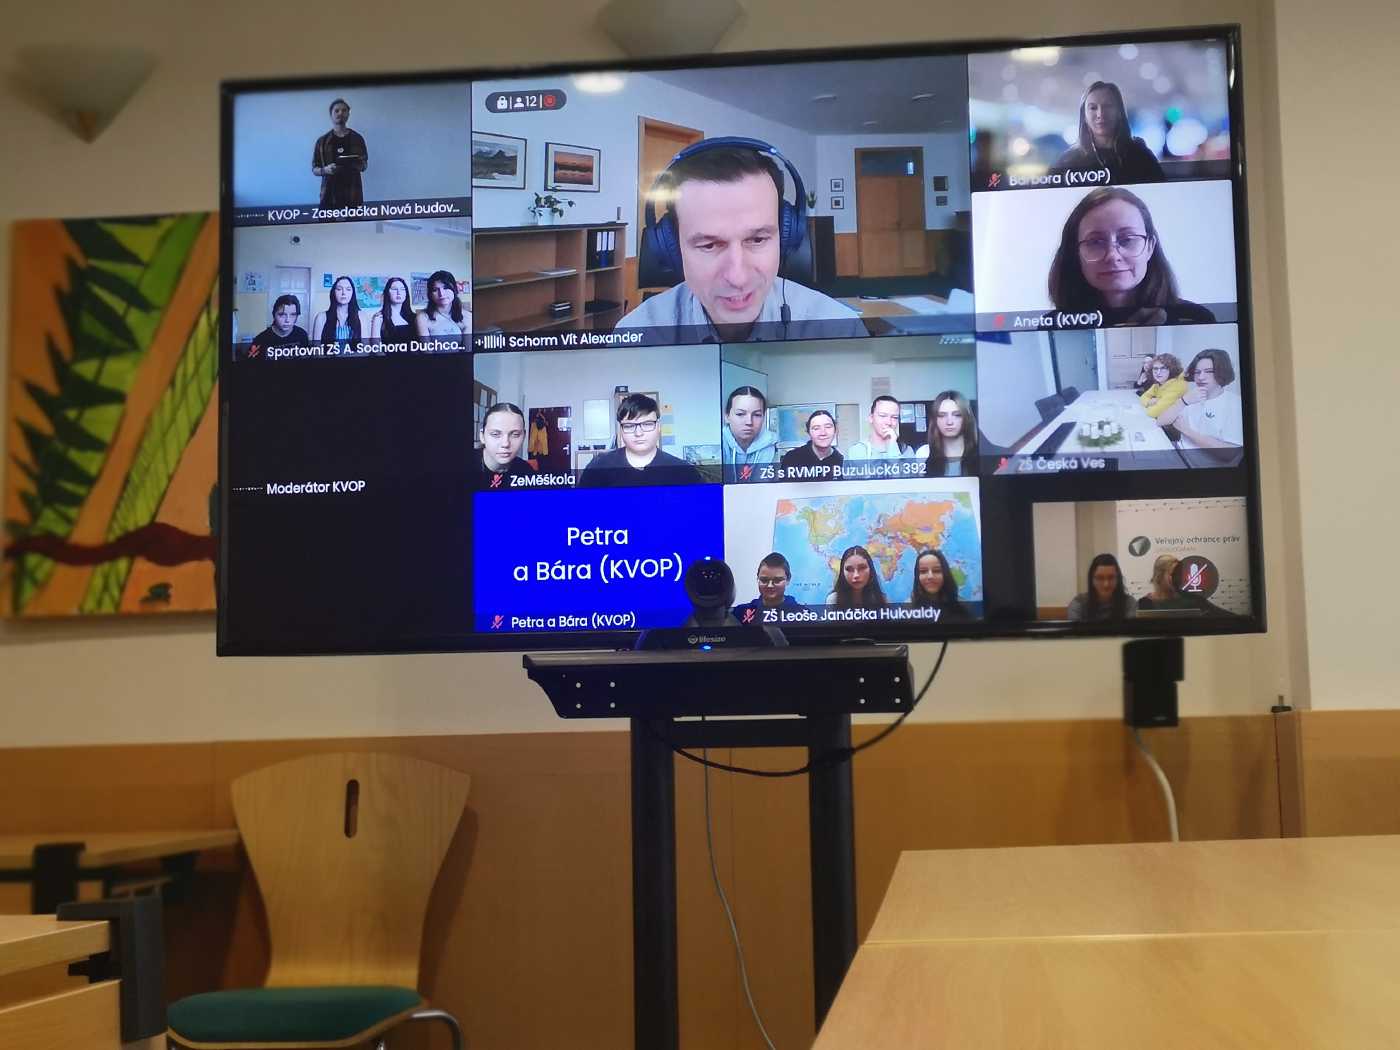 12
KVOP - Zasedačka Nová budov...
Sportovní ZŠ A. Sochora Duchco...
Schorm Vít Alexander
Barbora (KVOP)
Aneta (KVOP)
Moderátor KVOP
ZeMěškola
ZŠ s RVMPP Buzulucká 392
ZŠ Česká Ves
Petra
a Bára (KVOP)
Petra a Bára (KVOP)
ZŠ Leoše Janáčka Hukvaldy
Veřejný ochránce práv
lifesize